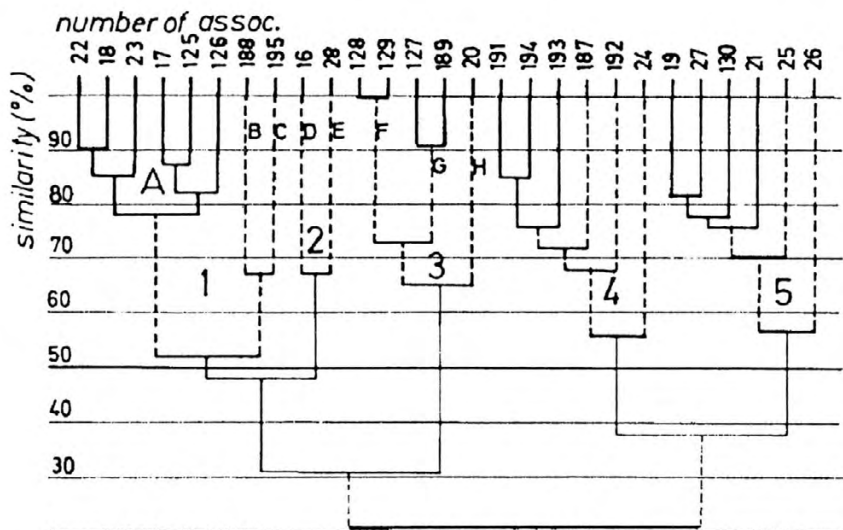 number of assoc.
22 18 23 17 125 126 188 195 16 28 128 129 127 189 20 191 194 193 187 192 24 19 27 130 21 25 26
similarity (%)
90
80
70
60
50
40
30
B C D E F
G H
A
1 2 3 4 5